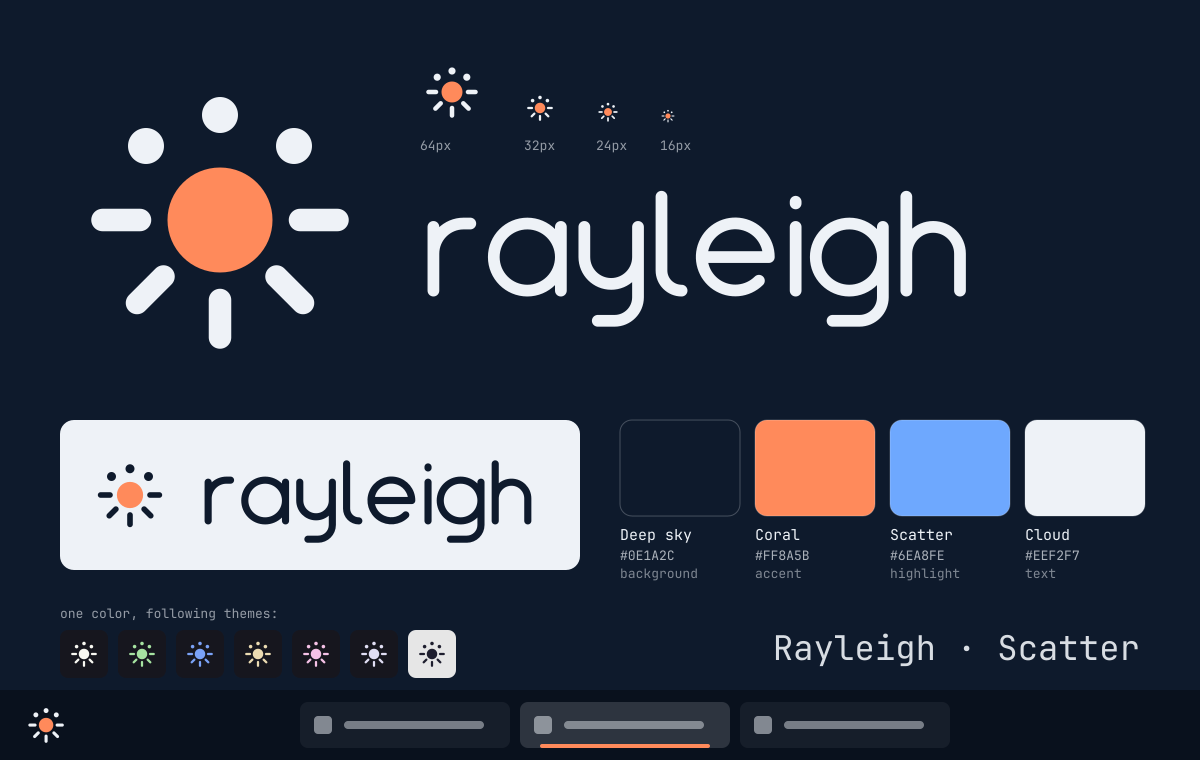 64px 32px 24px 16px
rayleigh
rayleigh
Deep sky Coral Scatter Cloud
#0E1A2C #FF8A5B #6EA8FE #EEF2F7
background accent highlight text
one color, following themes:
Rayleigh · Scatter